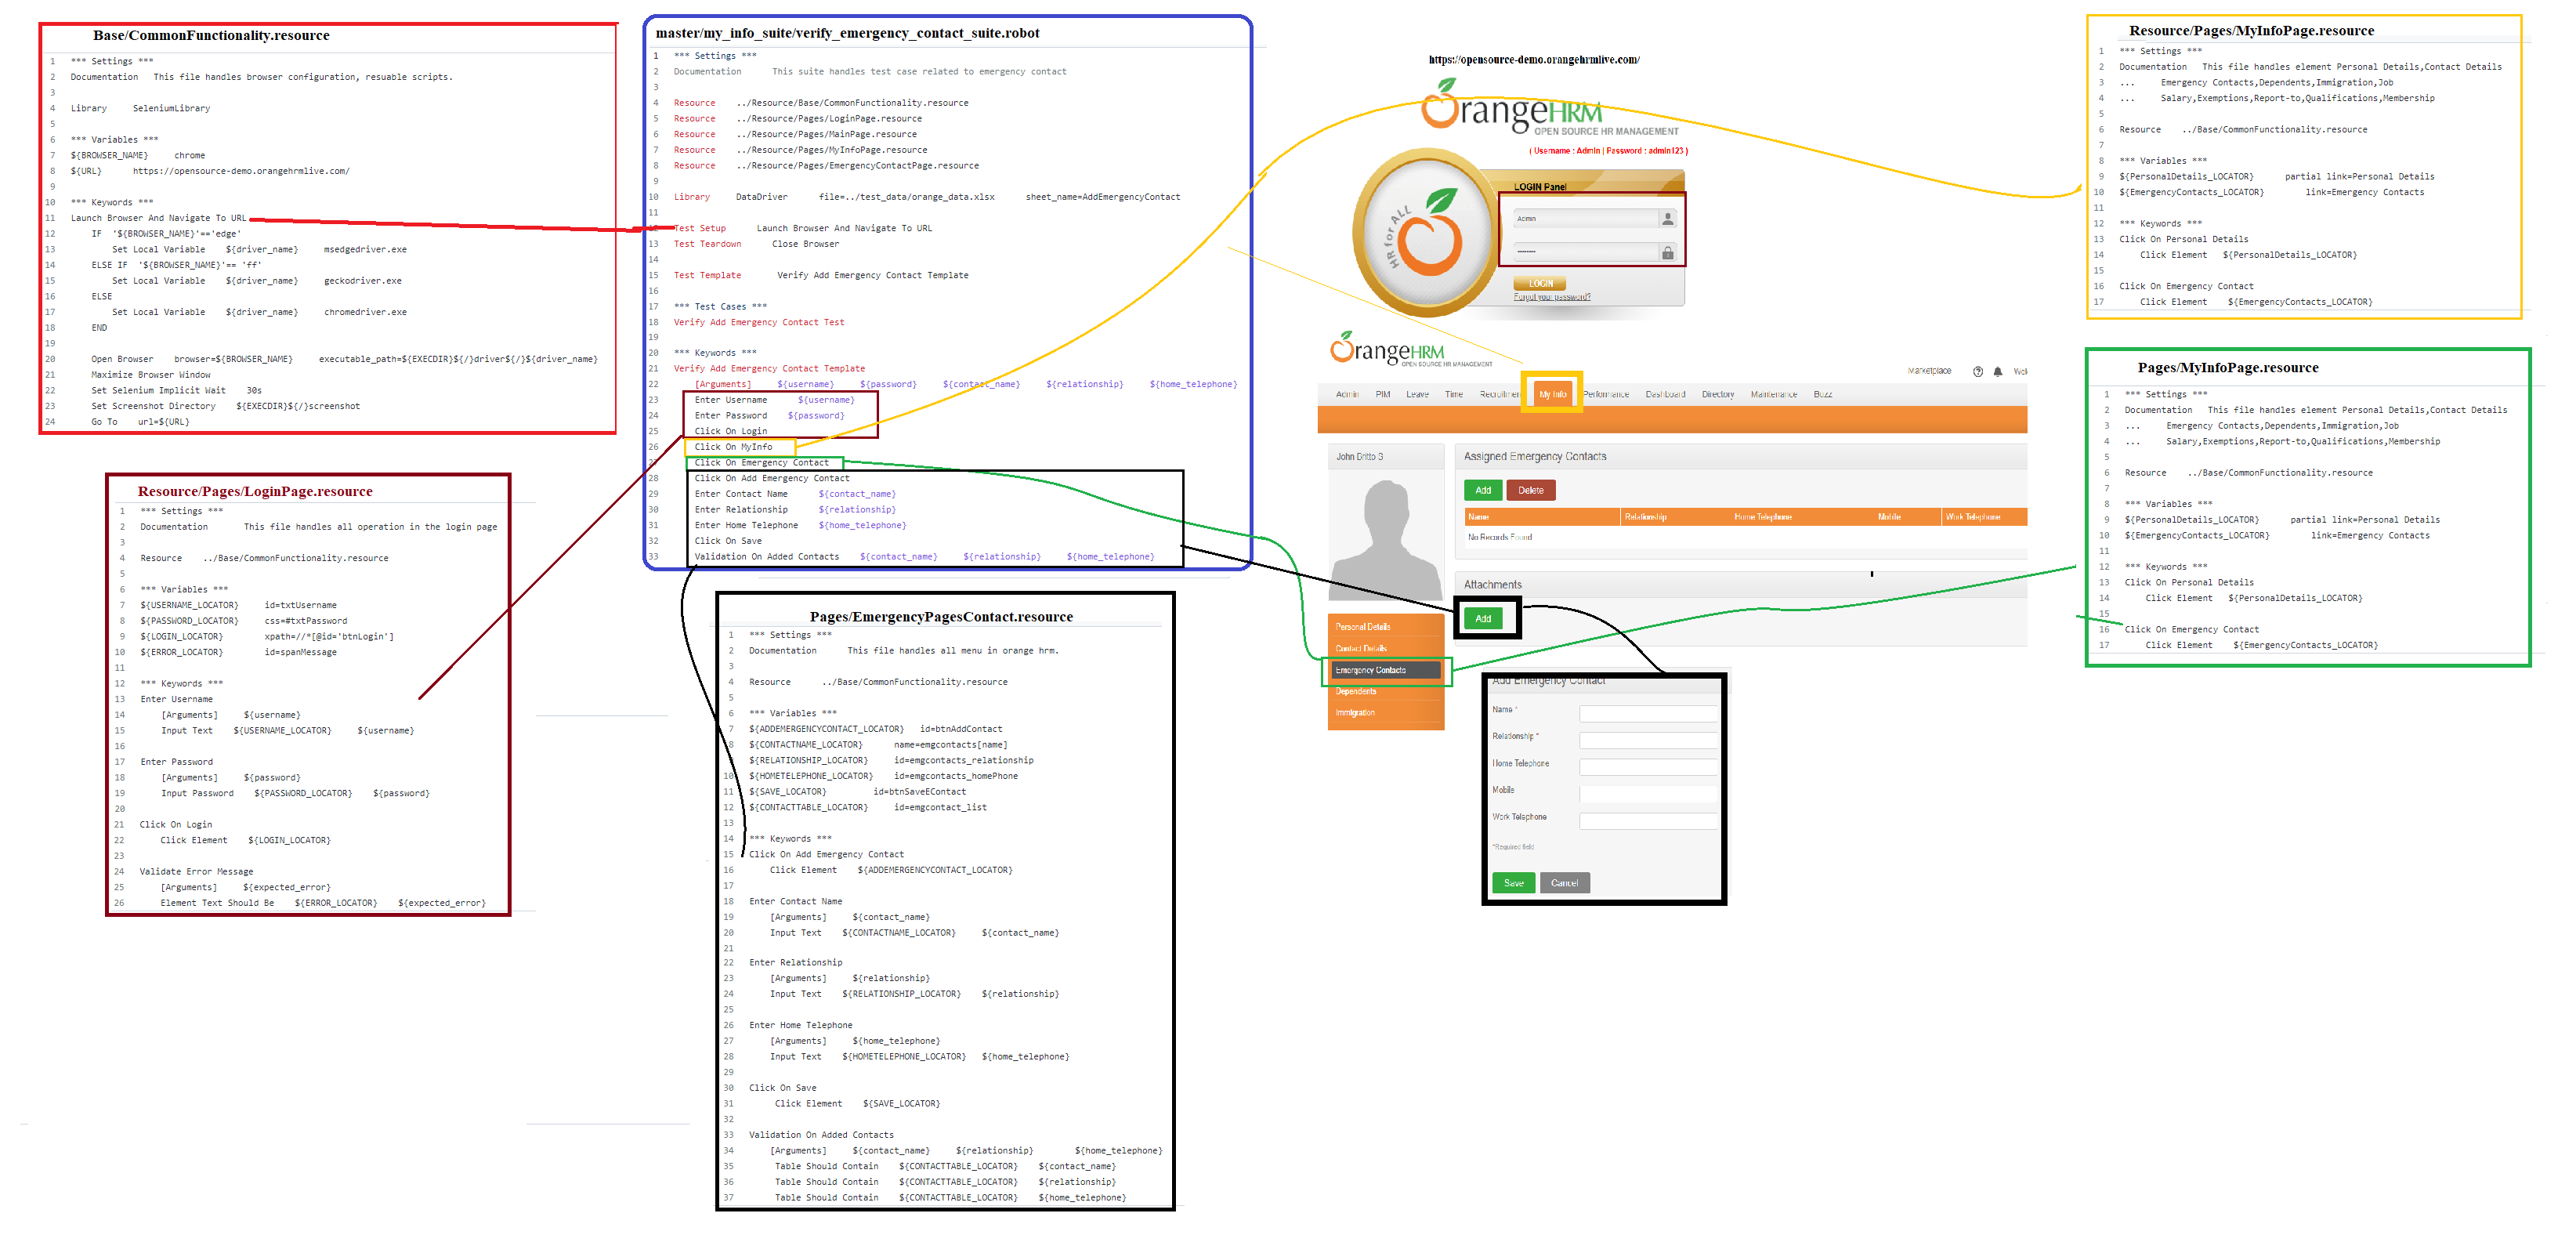 Base/CommonFunctionality.resource
1 *** Settings ***
2 Documentation This file handles browser configuration, resuable scripts.
3
4 Library SeleniumLibrary
5
6 *** Variables ***
7 ${BROWSER_NAME} chrome
8 ${URL} https://opensource-demo.orangehrmlive.com/
9
10 *** Keywords ***
11 Launch Browser And Navigate To URL
12 IF '${BROWSER_NAME}'=='edge'
13 Set Local Variable ${driver_name} msedgedriver.exe
14 ELSE IF '${BROWSER_NAME}'== 'ff'
15 Set Local Variable ${driver_name} geckodriver.exe
16 ELSE
17 Set Local Variable ${driver_name} chromedriver.exe
18 END
19
20 Open Browser browser=${BROWSER_NAME} executable_path=${EXECDIR}${/}driver${/}${driver_name}
21 Maximize Browser Window
22 Set Selenium Implicit Wait 30s
23 Set Screenshot Directory ${EXECDIR}${/}screenshot
24 Go To url=${URL}
Resource/Pages/LoginPage.resource
1 *** Settings ***
2 Documentation This file handles all operation in the login page
3
4 Resource ../Base/CommonFunctionality.resource
5
6 *** Variables ***
7 ${USERNAME_LOCATOR} id=txtUsername
8 ${PASSWORD_LOCATOR} css=#txtPassword
9 ${LOGIN_LOCATOR} xpath=//*[@id='btnLogin']
10 ${ERROR_LOCATOR} id=spanMessage
11
12 *** Keywords ***
13 Enter Username
14 [Arguments] ${username}
15 Input Text ${USERNAME_LOCATOR} ${username}
16
17 Enter Password
18 [Arguments] ${password}
19 Input Password ${PASSWORD_LOCATOR} ${password}
20
21 Click On Login
22 Click Element ${LOGIN_LOCATOR}
23
24 Validate Error Message
25 [Arguments] ${expected_error}
26 Element Text Should Be ${ERROR_LOCATOR} ${expected_error}
master/my_info_suite/verify_emergency_contact_suite.robot
1 *** Settings ***
2 Documentation This suite handles test case related to emergency contact
3
4 Resource ../Resource/Base/CommonFunctionality.resource
5 Resource ../Resource/Pages/LoginPage.resource
6 Resource ../Resource/Pages/MainPage.resource
7 Resource ../Resource/Pages/MyInfoPage.resource
8 Resource ../Resource/Pages/EmergencyContactPage.resource
9
10 Library DataDriver file=../test_data/orange_data.xlsx sheet_name=AddEmergencyContact
11
Test Setup Launch Browser And Navigate To URL
13 Test Teardown Close Browser
14
15 Test Template Verify Add Emergency Contact Template
16
17 *** Test Cases ***
18 Verify Add Emergency Contact Test
19
20 *** Keywords ***
21 Verify Add Emergency Contact Template
22 [Arguments] ${username} ${password} ${contact_name} ${relationship} ${home_telephone}
23 Enter Username ${username}
24 Enter Password ${password}
25 Click On Login
26 Click On MyInfo
27 Click On Emergency Contact
28 Click On Add Emergency Contact
29 Enter Contact Name ${contact_name}
30 Enter Relationship ${relationship}
31 Enter Home Telephone ${home_telephone}
32 Click On Save
33 Validation On Added Contacts ${contact_name} ${relationship} ${home_telephone}
Pages/EmergencyPagesContact.resource
1 *** Settings ***
2 Documentation This file handles all menu in orange hrm.
3
4 Resource ../Base/CommonFunctionality.resource
5
6 *** Variables ***
7 ${ADDEMERGENCYCONTACT_LOCATOR} id=btnAddContact
8 ${CONTACTNAME_LOCATOR} name=emgcontacts[name]
${RELATIONSHIP_LOCATOR} id=emgcontacts_relationship
10 ${HOMETELEPHONE_LOCATOR} id=emgcontacts_homePhone
11 ${SAVE_LOCATOR} id=btnSaveEContact
12 ${CONTACTTABLE_LOCATOR} id=emgcontact_list
13
14 *** Keywords ***
15 Click On Add Emergency Contact
16 Click Element ${ADDEMERGENCYCONTACT_LOCATOR}
17
18 Enter Contact Name
19 [Arguments] ${contact_name}
20 Input Text ${CONTACTNAME_LOCATOR} ${contact_name}
21
22 Enter Relationship
23 [Arguments] ${relationship}
24 Input Text ${RELATIONSHIP_LOCATOR} ${relationship}
25
26 Enter Home Telephone
27 [Arguments] ${home_telephone}
28 Input Text ${HOMETELEPHONE_LOCATOR} ${home_telephone}
29
30 Click On Save
31 Click Element ${SAVE_LOCATOR}
32
33 Validation On Added Contacts
34 [Arguments] ${contact_name} ${relationship} ${home_telephone}
35 Table Should Contain ${CONTACTTABLE_LOCATOR} ${contact_name}
36 Table Should Contain ${CONTACTTABLE_LOCATOR} ${relationship}
37 Table Should Contain ${CONTACTTABLE_LOCATOR} ${home_telephone}
https://opensource-demo.orangehrmlive.com/
OrangeHRM
OPEN SOURCE HR MANAGEMENT
( Username : Admin | Password : admin123 )
HR for ALL
LOGIN Panel
Admin
LOGIN
Forgot your password?
OrangeHRM
OPEN SOURCE HR MANAGEMENT
Marketplace
Admin PIM Leave Time Recruitment My Info Performance Dashboard Directory Maintenance Buzz
John Britto S
Assigned Emergency Contacts
Add Delete
Name Relationship Home Telephone Mobile Work Telephone
No Records Found
Attachments
Add
Personal Details
Contact Details
Emergency Contacts
Dependents
Immigration
Add Emergency Contact
Name *
Relationship *
Home Telephone
Mobile
Work Telephone
*Required field
Save Cancel
Resource/Pages/MyInfoPage.resource
1 *** Settings ***
2 Documentation This file handles element Personal Details,Contact Details
3 ... Emergency Contacts,Dependents,Immigration,Job
4 ... Salary,Exemptions,Report-to,Qualifications,Membership
5
6 Resource ../Base/CommonFunctionality.resource
7
8 *** Variables ***
9 ${PersonalDetails_LOCATOR} partial link=Personal Details
10 ${EmergencyContacts_LOCATOR} link=Emergency Contacts
11
12 *** Keywords ***
13 Click On Personal Details
14 Click Element ${PersonalDetails_LOCATOR}
15
16 Click On Emergency Contact
17 Click Element ${EmergencyContacts_LOCATOR}
Pages/MyInfoPage.resource
1 *** Settings ***
2 Documentation This file handles element Personal Details,Contact Details
3 ... Emergency Contacts,Dependents,Immigration,Job
4 ... Salary,Exemptions,Report-to,Qualifications,Membership
5
6 Resource ../Base/CommonFunctionality.resource
7
8 *** Variables ***
9 ${PersonalDetails_LOCATOR} partial link=Personal Details
10 ${EmergencyContacts_LOCATOR} link=Emergency Contacts
11
12 *** Keywords ***
13 Click On Personal Details
14 Click Element ${PersonalDetails_LOCATOR}
15
16 Click On Emergency Contact
17 Click Element ${EmergencyContacts_LOCATOR}